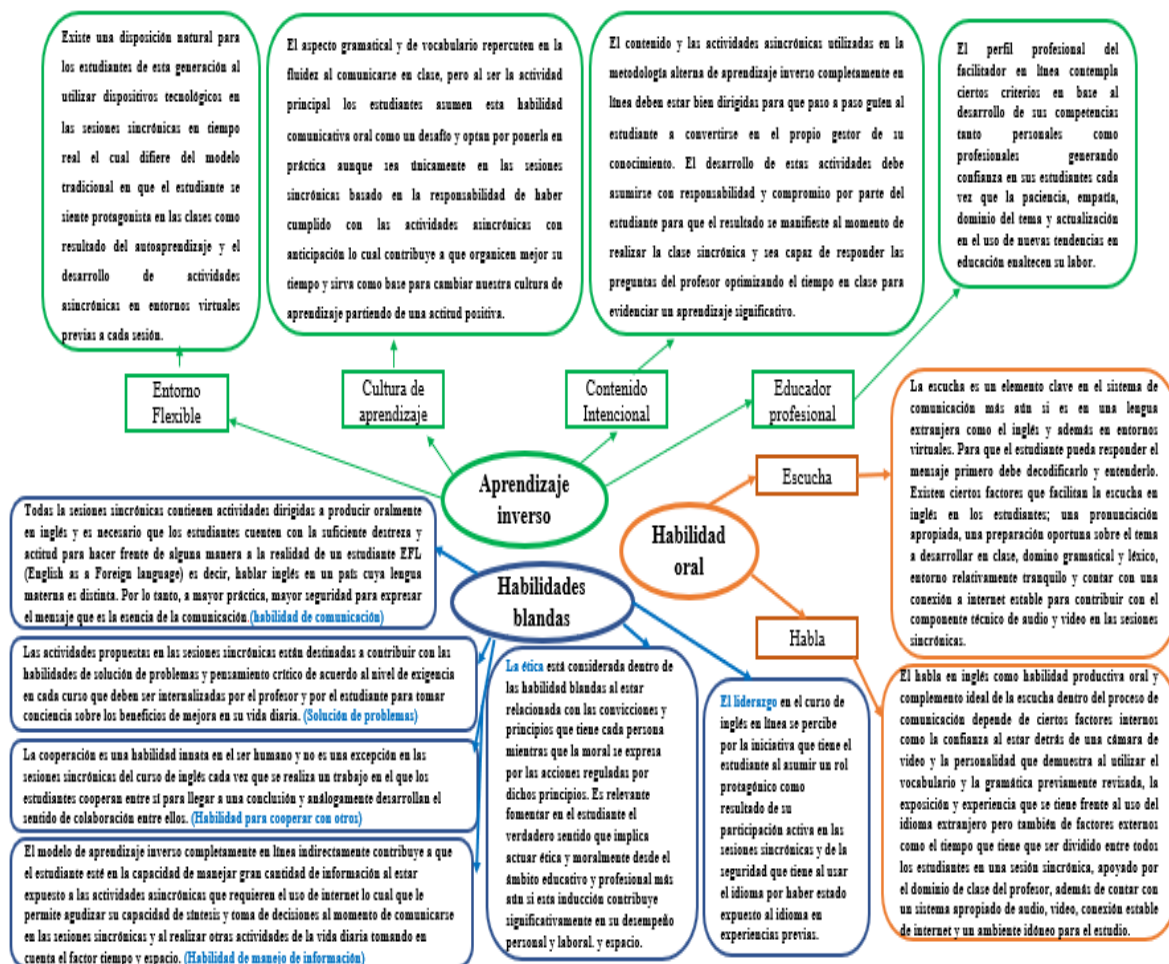 Existe una disposición natural para
los estudiantes de esta generación al
utilizar dispositivos tecnológicos en
las sesiones sincrónicas en tiempo
real el cual difiere del modelo
tradicional en que el estudiante se
siente protagonista en las clases como
resultado del autoaprendizaje y el
desarrollo de actividades
asincrónicas en entornos virtuales
previas a cada sesión.
El aspecto gramatical y de vocabulario repercuten en la
fluidez al comunicarse en clase, pero al ser la actividad
principal los estudiantes asumen esta habilidad
comunicativa oral como un desafío y optan por ponerla en
práctica aunque sea únicamente en las sesiones
sincrónicas basado en la responsabilidad de haber
cumplido con las actividades asincrónicas con
anticipación lo cual contribuye a que organicen mejor su
tiempo y sirva como base para cambiar nuestra cultura de
aprendizaje partiendo de una actitud positiva.
El contenido y las actividades asincrónicas utilizadas en la
metodología alterna de aprendizaje inverso completamente en
línea deben estar bien dirigidas para que paso a paso guíen al
estudiante a convertirse en el propio gestor de su
conocimiento. El desarrollo de estas actividades debe
asumirse con responsabilidad y compromiso por parte del
estudiante para que el resultado se manifieste al momento de
realizar la clase sincrónica y sea capaz de responder las
preguntas del profesor optimizando el tiempo en clase para
evidenciar un aprendizaje significativo.
El perfil profesional del
facilitador en línea contempla
ciertos criterios en base al
desarrollo de sus competencias
tanto personales como
profesionales generando
confianza en sus estudiantes cada
vez que la paciencia, empatía,
dominio del tema y actualización
en el uso de nuevas tendencias en
educación enaltecen su labor.
Entorno
Flexible
Cultura de
aprendizaje
Contenido
Intencional
Educador
profesional
Aprendizaje
inverso
Escucha
La escucha es un elemento clave en el sistema de
comunicación más aún si es en una lengua
extranjera como el inglés y además en entornos
virtuales. Para que el estudiante pueda responder el
mensaje primero debe decodificarlo y entenderlo.
Existen ciertos factores que facilitan la escucha en
inglés en los estudiantes; una pronunciación
apropiada, una preparación oportuna sobre el tema
a desarrollar en clase, domino gramatical y léxico,
entorno relativamente tranquilo y contar con una
conexión a internet estable para contribuir con el
componente técnico de audio y video en las sesiones
sincrónicas.
Habilidad
oral
Habla
El habla en inglés como habilidad productiva oral y
complemento ideal de la escucha dentro del proceso de
comunicación depende de ciertos factores internos
como la confianza al estar detrás de una cámara de
video y la personalidad que demuestra al utilizar el
vocabulario y la gramática previamente revisada, la
exposición y experiencia que se tiene frente al uso del
idioma extranjero pero también de factores externos
como el tiempo que tiene que ser dividido entre todos
los estudiantes en una sesión sincrónica, apoyado por
el dominio de clase del profesor, además de contar con
un sistema apropiado de audio, video, conexión estable
de internet y un ambiente idóneo para el estudio.
Habilidades
blandas
Todas la sesiones sincrónicas contienen actividades dirigidas a producir oralmente
en inglés y es necesario que los estudiantes cuenten con la suficiente destreza y
actitud para hacer frente de alguna manera a la realidad de un estudiante EFL
(English as a Foreign language) es decir, hablar inglés en un país cuya lengua
materna es distinta. Por lo tanto, a mayor práctica, mayor seguridad para expresar
el mensaje que es la esencia de la comunicación.(habilidad de comunicación)
Las actividades propuestas en las sesiones sincrónicas están destinadas a contribuir con las
habilidades de solución de problemas y pensamiento crítico de acuerdo al nivel de exigencia
en cada curso que deben ser internalizadas por el profesor y por el estudiante para tomar
conciencia sobre los beneficios de mejora en su vida diaria. (Solución de problemas)
La cooperación es una habilidad innata en el ser humano y no es una excepción en las
sesiones sincrónicas del curso de inglés cada vez que se realiza un trabajo en el que los
estudiantes cooperan entre sí para llegar a una conclusión y análogamente desarrollan el
sentido de colaboración entre ellos. (Habilidad para cooperar con otros)
El modelo de aprendizaje inverso completamente en línea indirectamente contribuye a que
el estudiante esté en la capacidad de manejar gran cantidad de información al estar
expuesto a las actividades asincrónicas que requieren el uso de internet lo cual que le
permite agudizar su capacidad de síntesis y toma de decisiones al momento de comunicarse
en las sesiones sincrónicas y al realizar otras actividades de la vida diaria tomando en
cuenta el factor tiempo y espacio. (Habilidad de manejo de información)
La ética está considerada dentro de
las habilidad blandas al estar
relacionada con las convicciones y
principios que tiene cada persona
mientras que la moral se expresa
por las acciones reguladas por
dichos principios. Es relevante
fomentar en el estudiante el
verdadero sentido que implica
actuar ética y moralmente desde el
ámbito educativo y profesional más
aún si esta inducción contribuye
significativamente en su desempeño
personal y laboral. y espacio.
El liderazgo en el curso de
inglés en línea se percibe
por la iniciativa que tiene el
estudiante al asumir un rol
protagónico como
resultado de su
participación activa en las
sesiones sincrónicas y de la
seguridad que tiene al usar
el idioma por haber estado
expuesto al idioma en
experiencias previas.